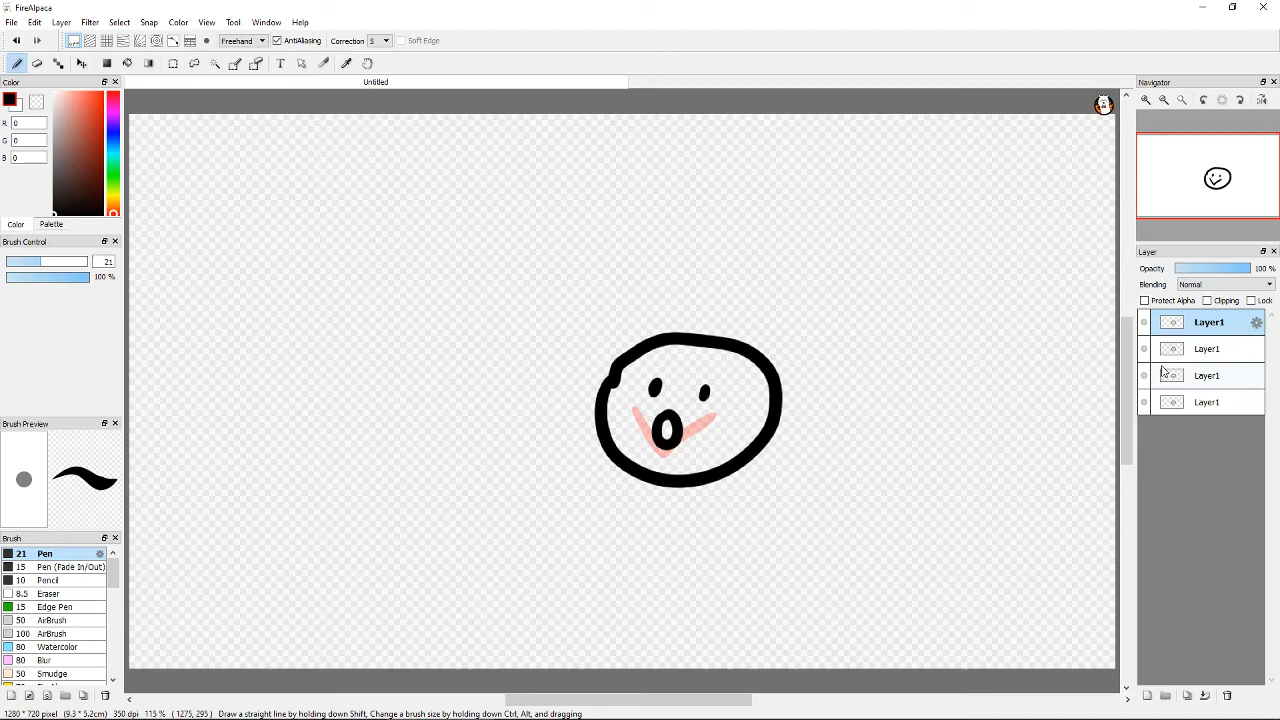 FireAlpaca
File Edit Layer Filter Select Snap Color View Tool Window Help
OFF Freehand AntiAliasing Correction 5 Soft Edge
Color
Untitled
Navigator
R 0
G 0
B 0
Color Palette
Brush Control
21
100 %
Layer
Opacity 100 %
Blending Normal
Protect Alpha Clipping Lock
Layer1
Layer1
Layer1
Layer1
Brush Preview
Brush
21 Pen
15 Pen (Fade In/Out)
10 Pencil
8.5 Eraser
15 Edge Pen
50 AirBrush
100 AirBrush
80 Watercolor
80 Blur
50 Smudge
1280 * 720 pixel (9.3 * 5.2cm) 350 dpi 115 % ( 1275, 295 ) Draw a straight line by holding down Shift, Change a brush size by holding down Ctrl, Alt, and dragging